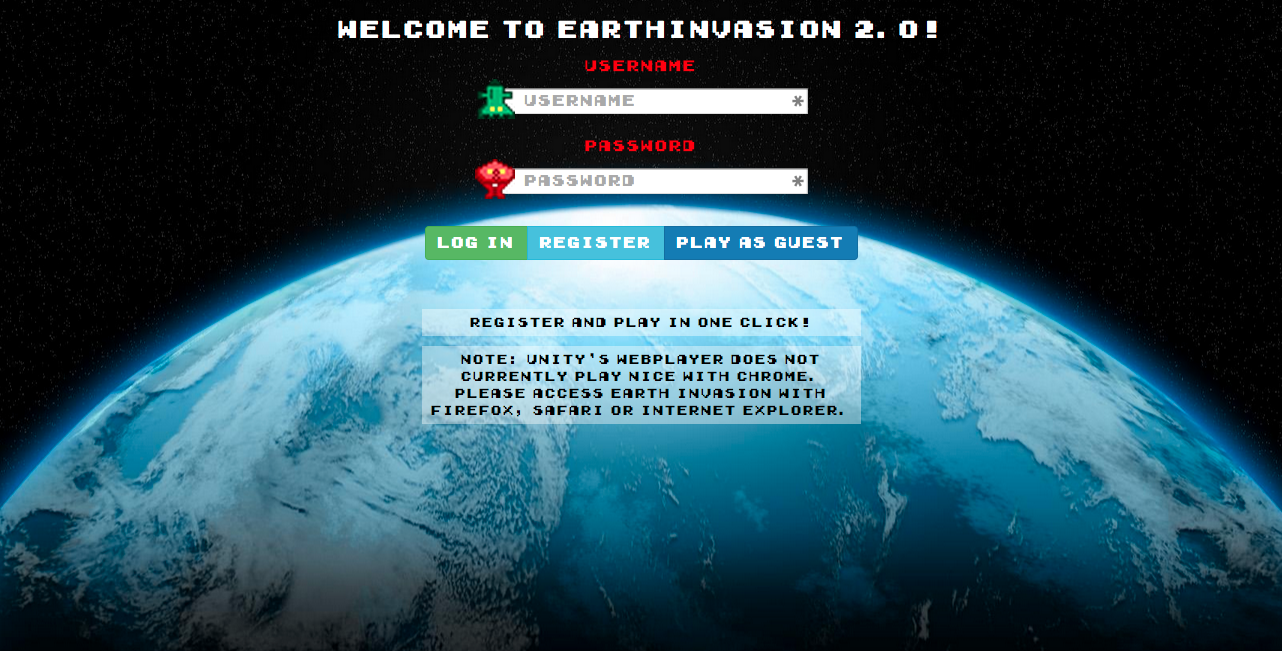 WELCOME TO EARTHINVASION 2.0!
USERNAME
USERNAME *
PASSWORD
PASSWORD *
LOG IN REGISTER PLAY AS GUEST
REGISTER AND PLAY IN ONE CLICK!
NOTE: UNITY'S WEBPLAYER DOES NOT
CURRENTLY PLAY NICE WITH CHROME.
PLEASE ACCESS EARTH INVASION WITH
FIREFOX, SAFARI OR INTERNET EXPLORER.